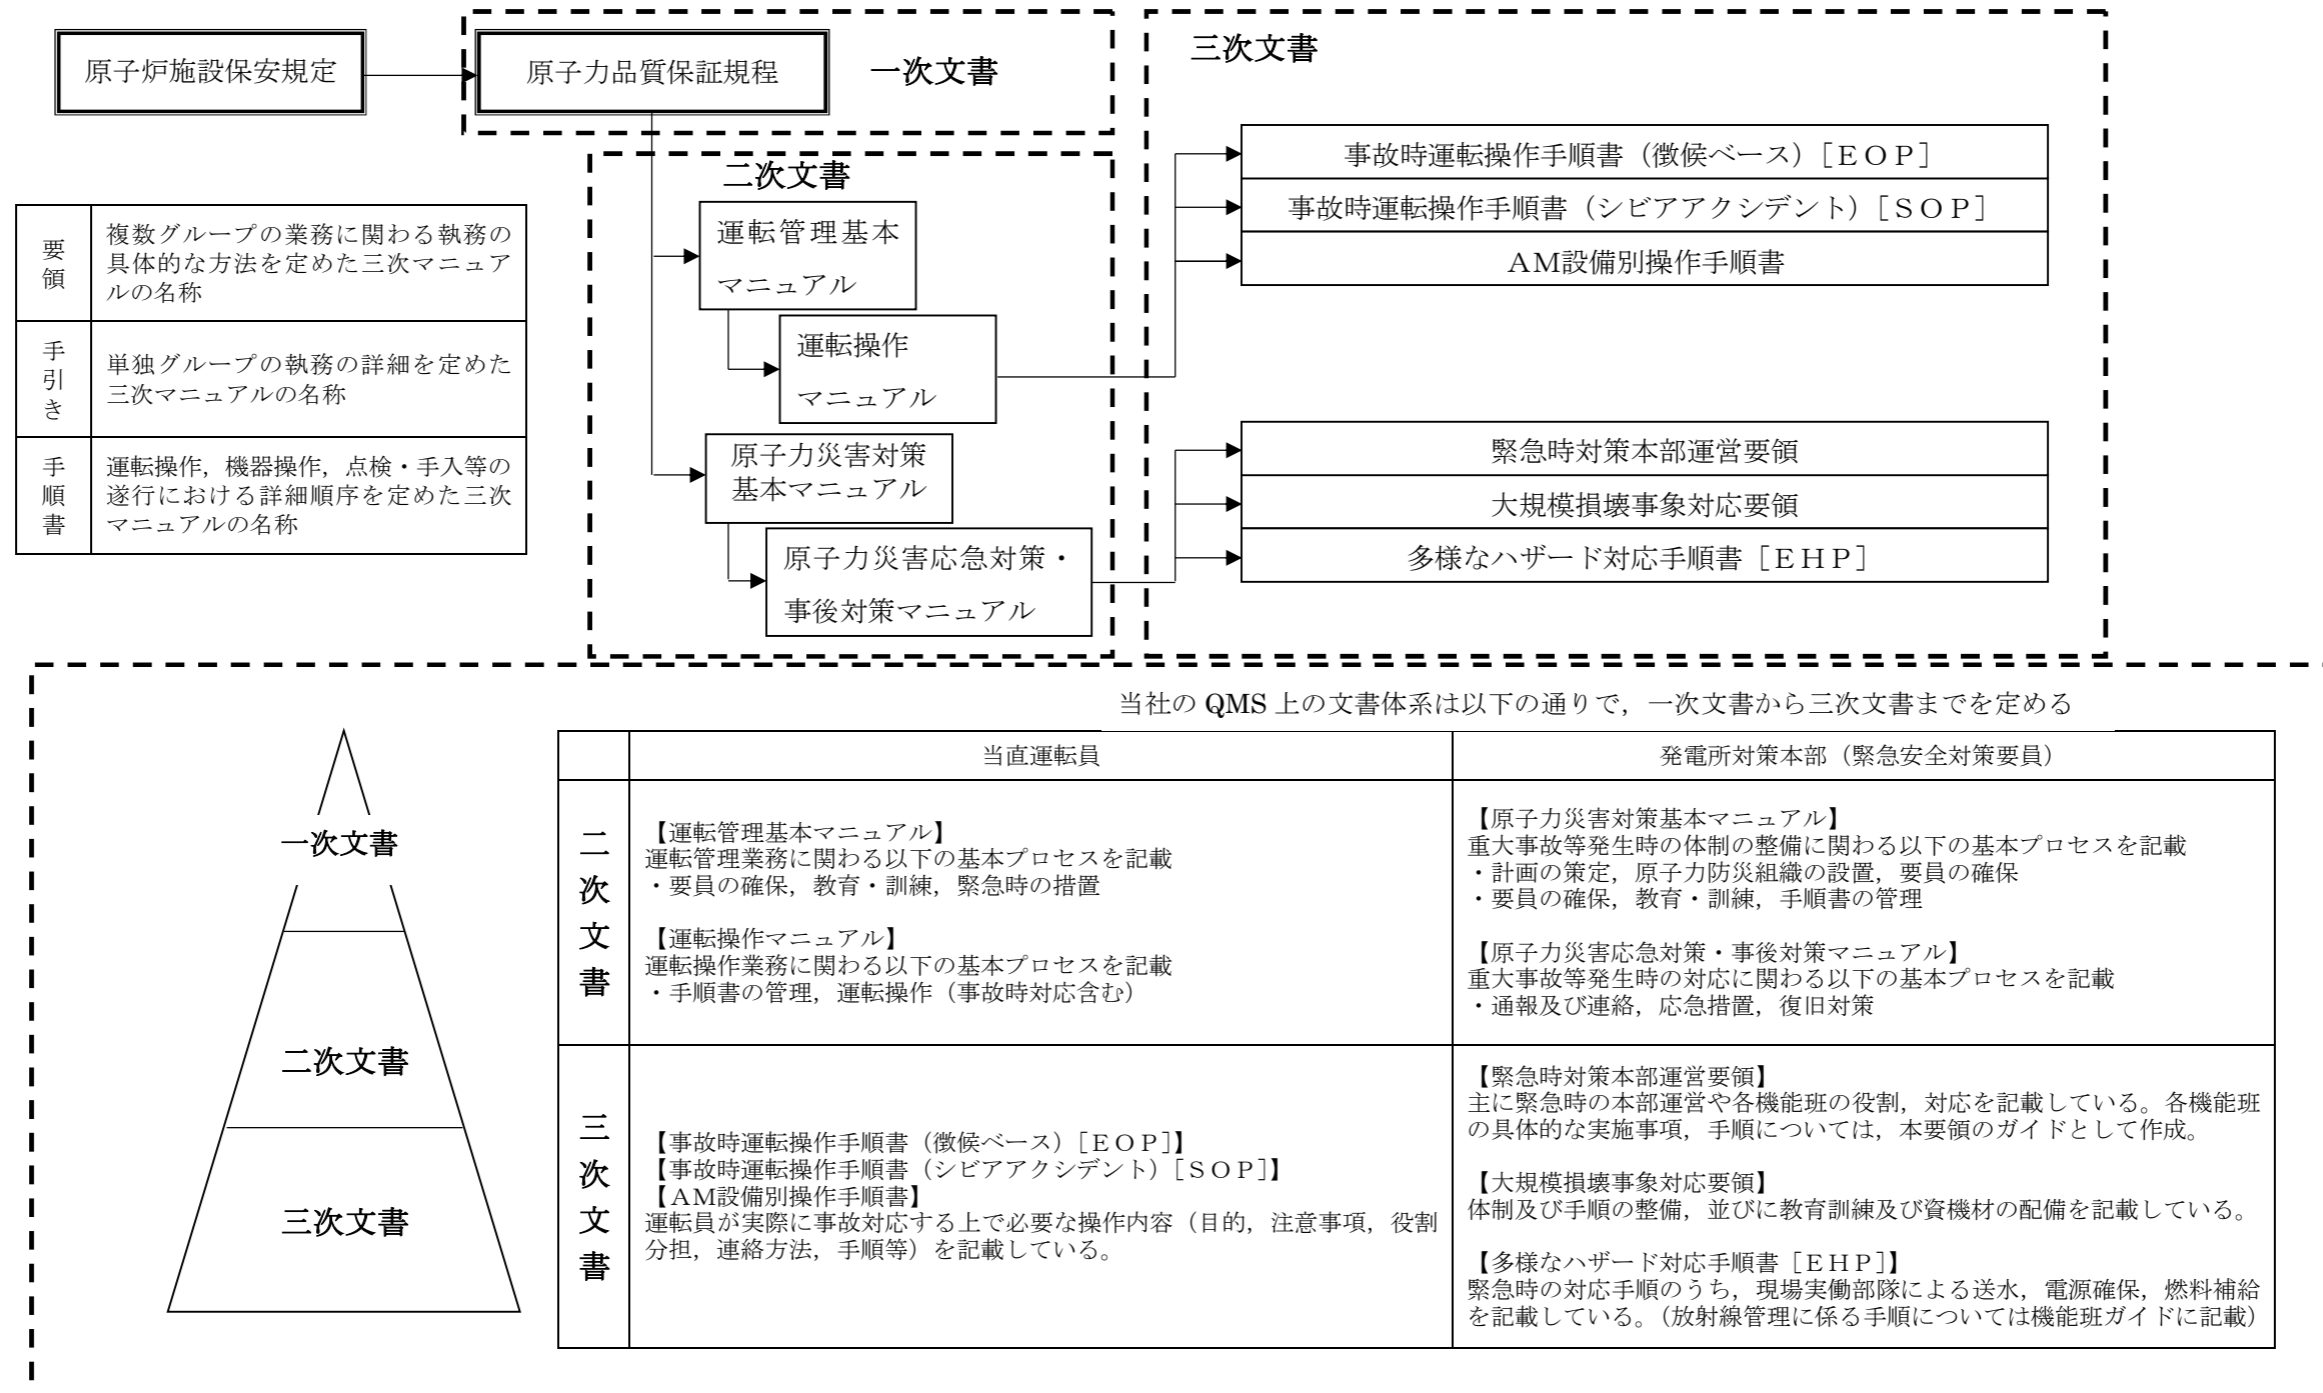 原子炉施設保安規定
原子力品質保証規程
一次文書
三次文書
事故時運転操作手順書（徴候ベース）［ＥＯＰ］
事故時運転操作手順書（シビアアクシデント）［ＳＯＰ］
ＡＭ設備別操作手順書
二次文書
運転管理基本
マニュアル
運転操作
マニュアル
原子力災害対策
基本マニュアル
原子力災害応急対策・
事後対策マニュアル
緊急時対策本部運営要領
大規模損壊事象対応要領
多様なハザード対応手順書［ＥＨＰ］
要領
複数グループの業務に関わる執務の
具体的な方法を定めた三次マニュア
ルの名称
手引き
単独グループの執務の詳細を定めた
三次マニュアルの名称
手順書
運転操作，機器操作，点検・手入等の
遂行における詳細順序を定めた三次
マニュアルの名称
当社の QMS 上の文書体系は以下の通りで，一次文書から三次文書までを定める
一次文書
二次文書
三次文書
当直運転員
発電所対策本部（緊急安全対策要員）
二次文書
【運転管理基本マニュアル】
運転管理業務に関わる以下の基本プロセスを記載
・要員の確保，教育・訓練，緊急時の措置
【運転操作マニュアル】
運転操作業務に関わる以下の基本プロセスを記載
・手順書の管理，運転操作（事故時対応含む）
【原子力災害対策基本マニュアル】
重大事故等発生時の体制の整備に関わる以下の基本プロセスを記載
・計画の策定，原子力防災組織の設置，要員の確保
・要員の確保，教育・訓練，手順書の管理
【原子力災害応急対策・事後対策マニュアル】
重大事故等発生時の対応に関わる以下の基本プロセスを記載
・通報及び連絡，応急措置，復旧対策
三次文書
【事故時運転操作手順書（徴候ベース）［ＥＯＰ］】
【事故時運転操作手順書（シビアアクシデント）［ＳＯＰ］】
【ＡＭ設備別操作手順書】
運転員が実際に事故対応する上で必要な操作内容（目的，注意事項，役割
分担，連絡方法，手順等）を記載している。
【緊急時対策本部運営要領】
主に緊急時の本部運営や各機能班の役割，対応を記載している。各機能班
の具体的な実施事項，手順については，本要領のガイドとして作成。
【大規模損壊事象対応要領】
体制及び手順の整備，並びに教育訓練及び資機材の配備を記載している。
【多様なハザード対応手順書［ＥＨＰ］】
緊急時の対応手順のうち，現場実働部隊による送水，電源確保，燃料補給
を記載している。（放射線管理に係る手順については機能班ガイドに記載）